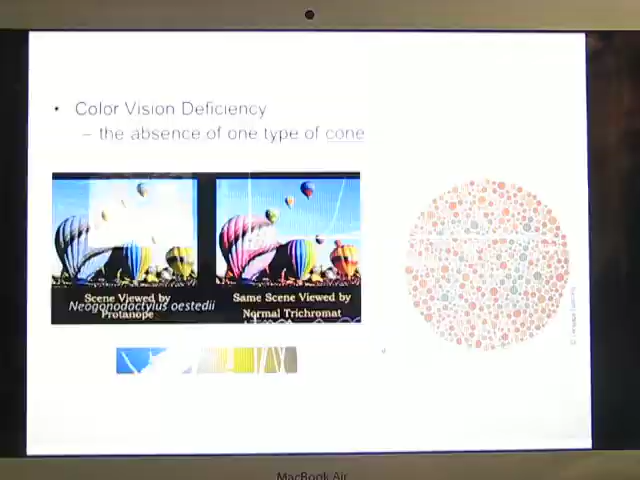 • Color Vision Deficiency
– the absence of one type of cone
Scene Viewed by
Protanope
Neogonodoctylus oestedii
Same Scene Viewed by
Normal Trichromat
MacBook Air